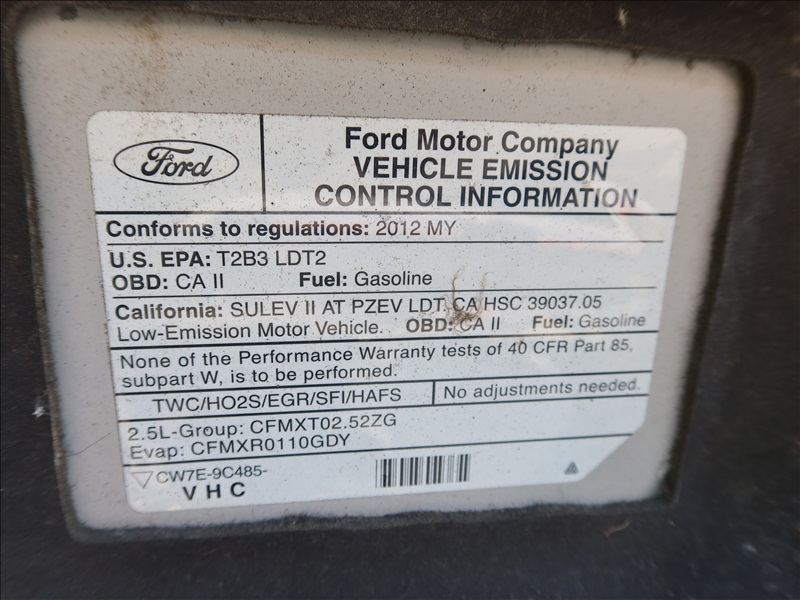 Ford
Ford Motor Company
VEHICLE EMISSION
CONTROL INFORMATION
Conforms to regulations: 2012 MY
U.S. EPA: T2B3 LDT2
OBD: CA II Fuel: Gasoline
California: SULEV II AT PZEV LDT. CA HSC 39037.05
Low-Emission Motor Vehicle. OBD: CA II Fuel: Gasoline
None of the Performance Warranty tests of 40 CFR Part 85,
subpart W, is to be performed.
TWC/HO2S/EGR/SFI/HAFS No adjustments needed.
2.5L-Group: CFMXT02.52ZG
Evap: CFMXR0110GDY
CW7E-9C485-
VHC